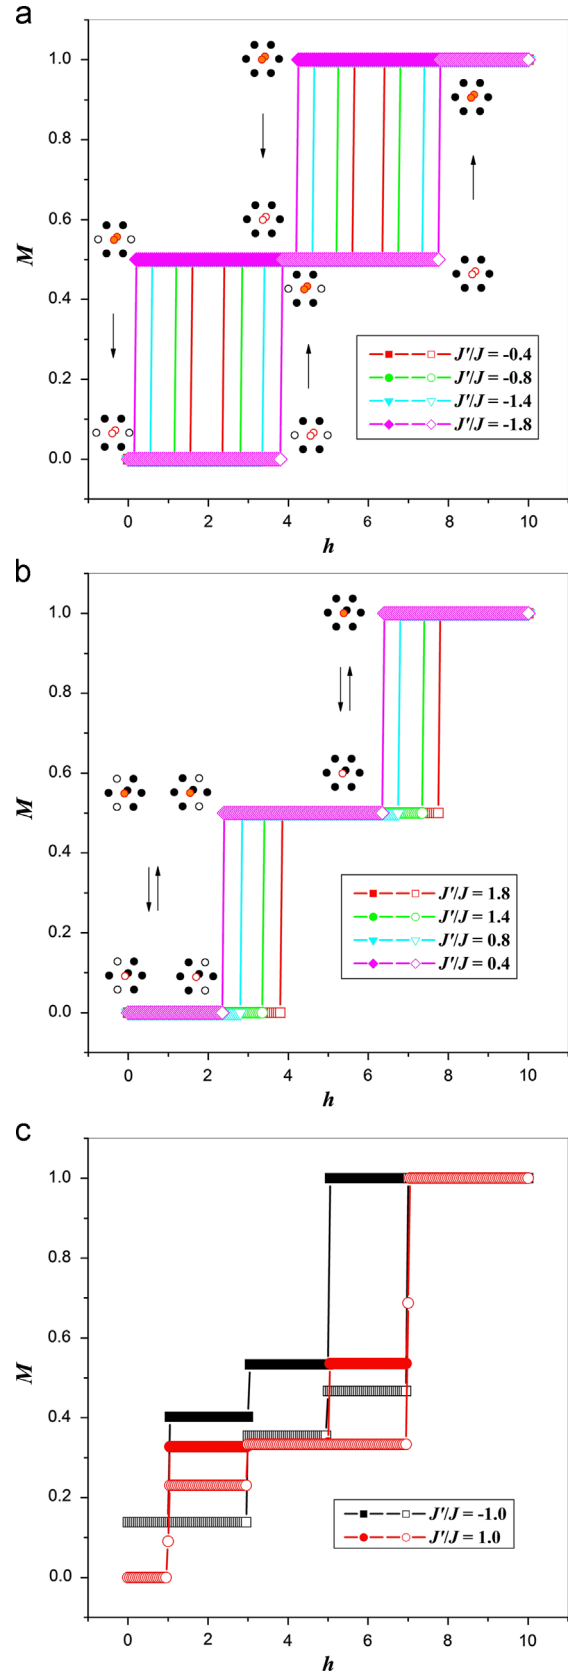 a
1.0
0.8
0.6
M
0.4
0.2
0.0
J'/J = -0.4
J'/J = -0.8
J'/J = -1.4
J'/J = -1.8
0 2 4 6 8 10
h
b
1.0
0.8
0.6
M
0.4
0.2
0.0
J'/J = 1.8
J'/J = 1.4
J'/J = 0.8
J'/J = 0.4
0 2 4 6 8 10
h
c
1.0
0.8
0.6
M
0.4
0.2
0.0
J'/J = -1.0
J'/J = 1.0
0 2 4 6 8 10
h